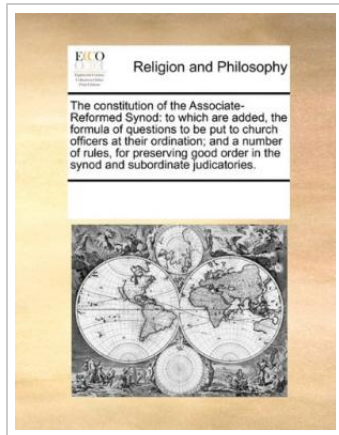 ECCO
Religion and Philosophy
The constitution of the Associate-
Reformed Synod: to which are added, the
formula of questions to be put to church
officers at their ordination; and a number
of rules, for preserving good order in the
synod and subordinate judicatories.